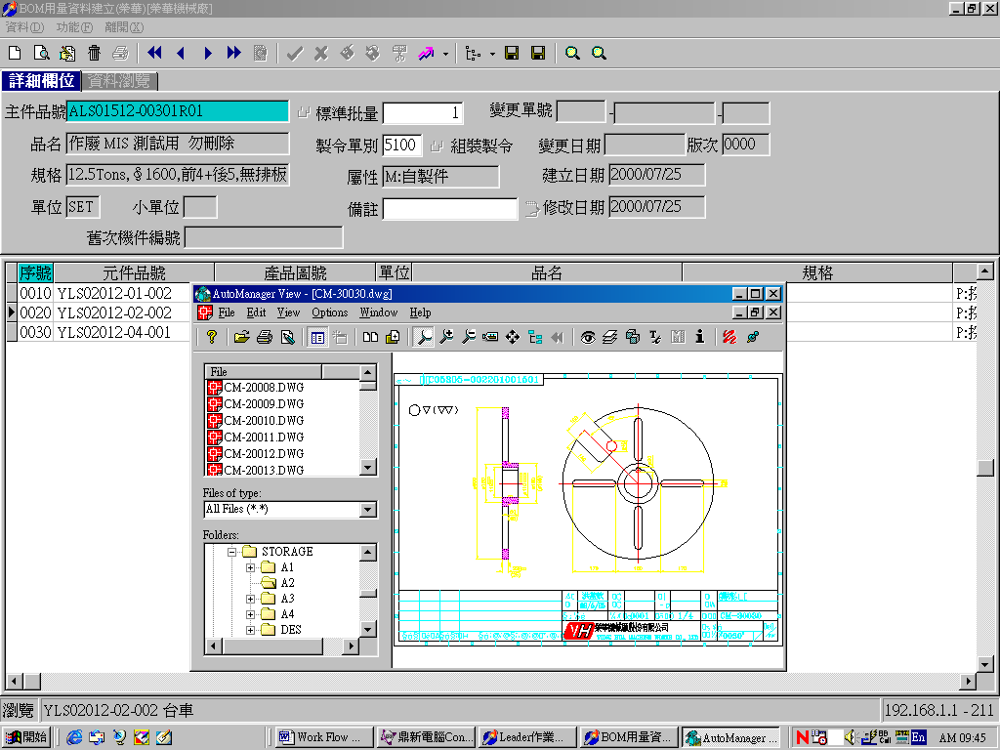 BOM用量資料建立(榮華)[榮華機械廠]
資料(D) 功能(F) 離開(X)
詳細欄位 資料瀏覽
主件品號 ALS01512-00301R01 標準批量 1 變更單號 - -
品名 作廢 MIS 測試用 勿刪除 製令單別 5100 組裝製令 變更日期 版次 0000
規格 12.5Tons,φ1600,前4+後5,無排板 屬性 M:自製件 建立日期 2000/07/25
單位 SET 小單位 備註 修改日期 2000/07/25
舊次機件編號
序號 元件品號 產品圖號 單位 品名 規格
0010 YLS02012-01-002 P:
0020 YLS02012-02-002 P:
0030 YLS02012-04-001 P:
AutoManager View - [CM-30030.dwg]
File Edit View Options Window Help
File
CM-20008.DWG
CM-20009.DWG
CM-20010.DWG
CM-20011.DWG
CM-20012.DWG
CM-20013.DWG
Files of type:
All Files (*.*)
Folders:
STORAGE
A1
A2
A3
A4
DES
1/4 CM-30030
YH 榮華機械股份有限公司
瀏覽 YLS02012-02-002 台車 192.168.1.1 - 211
開始 Work Flow ... 鼎新電腦Con... Leader作業... BOM用量資... AutoManager ... En AM 09:45